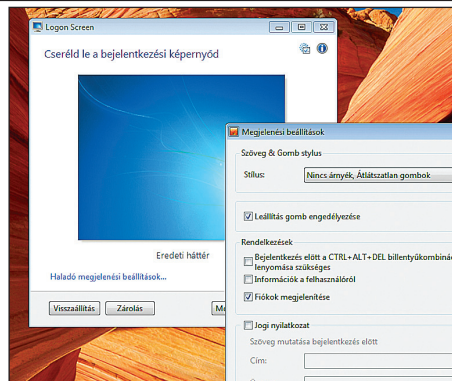 Logon Screen
Cseréld le a bejelentkezési képernyőd
Eredeti háttér
Haladó megjelenési beállítások...
Visszaállítás
Zárolás
Megjelenési beállítások
Szöveg & Gomb stylus
Stílus:
Nincs árnyék, Átlátszatlan gombok
Leállítás gomb engedélyezése
Rendelkezések
Bejelentkezés előtt a CTRL+ALT+DEL
lenyomása szükséges
Információk a felhasználóról
Fiókok megjelenítése
Jogi nyilatkozat
Szöveg mutatása bejelentkezés előtt
Cím: